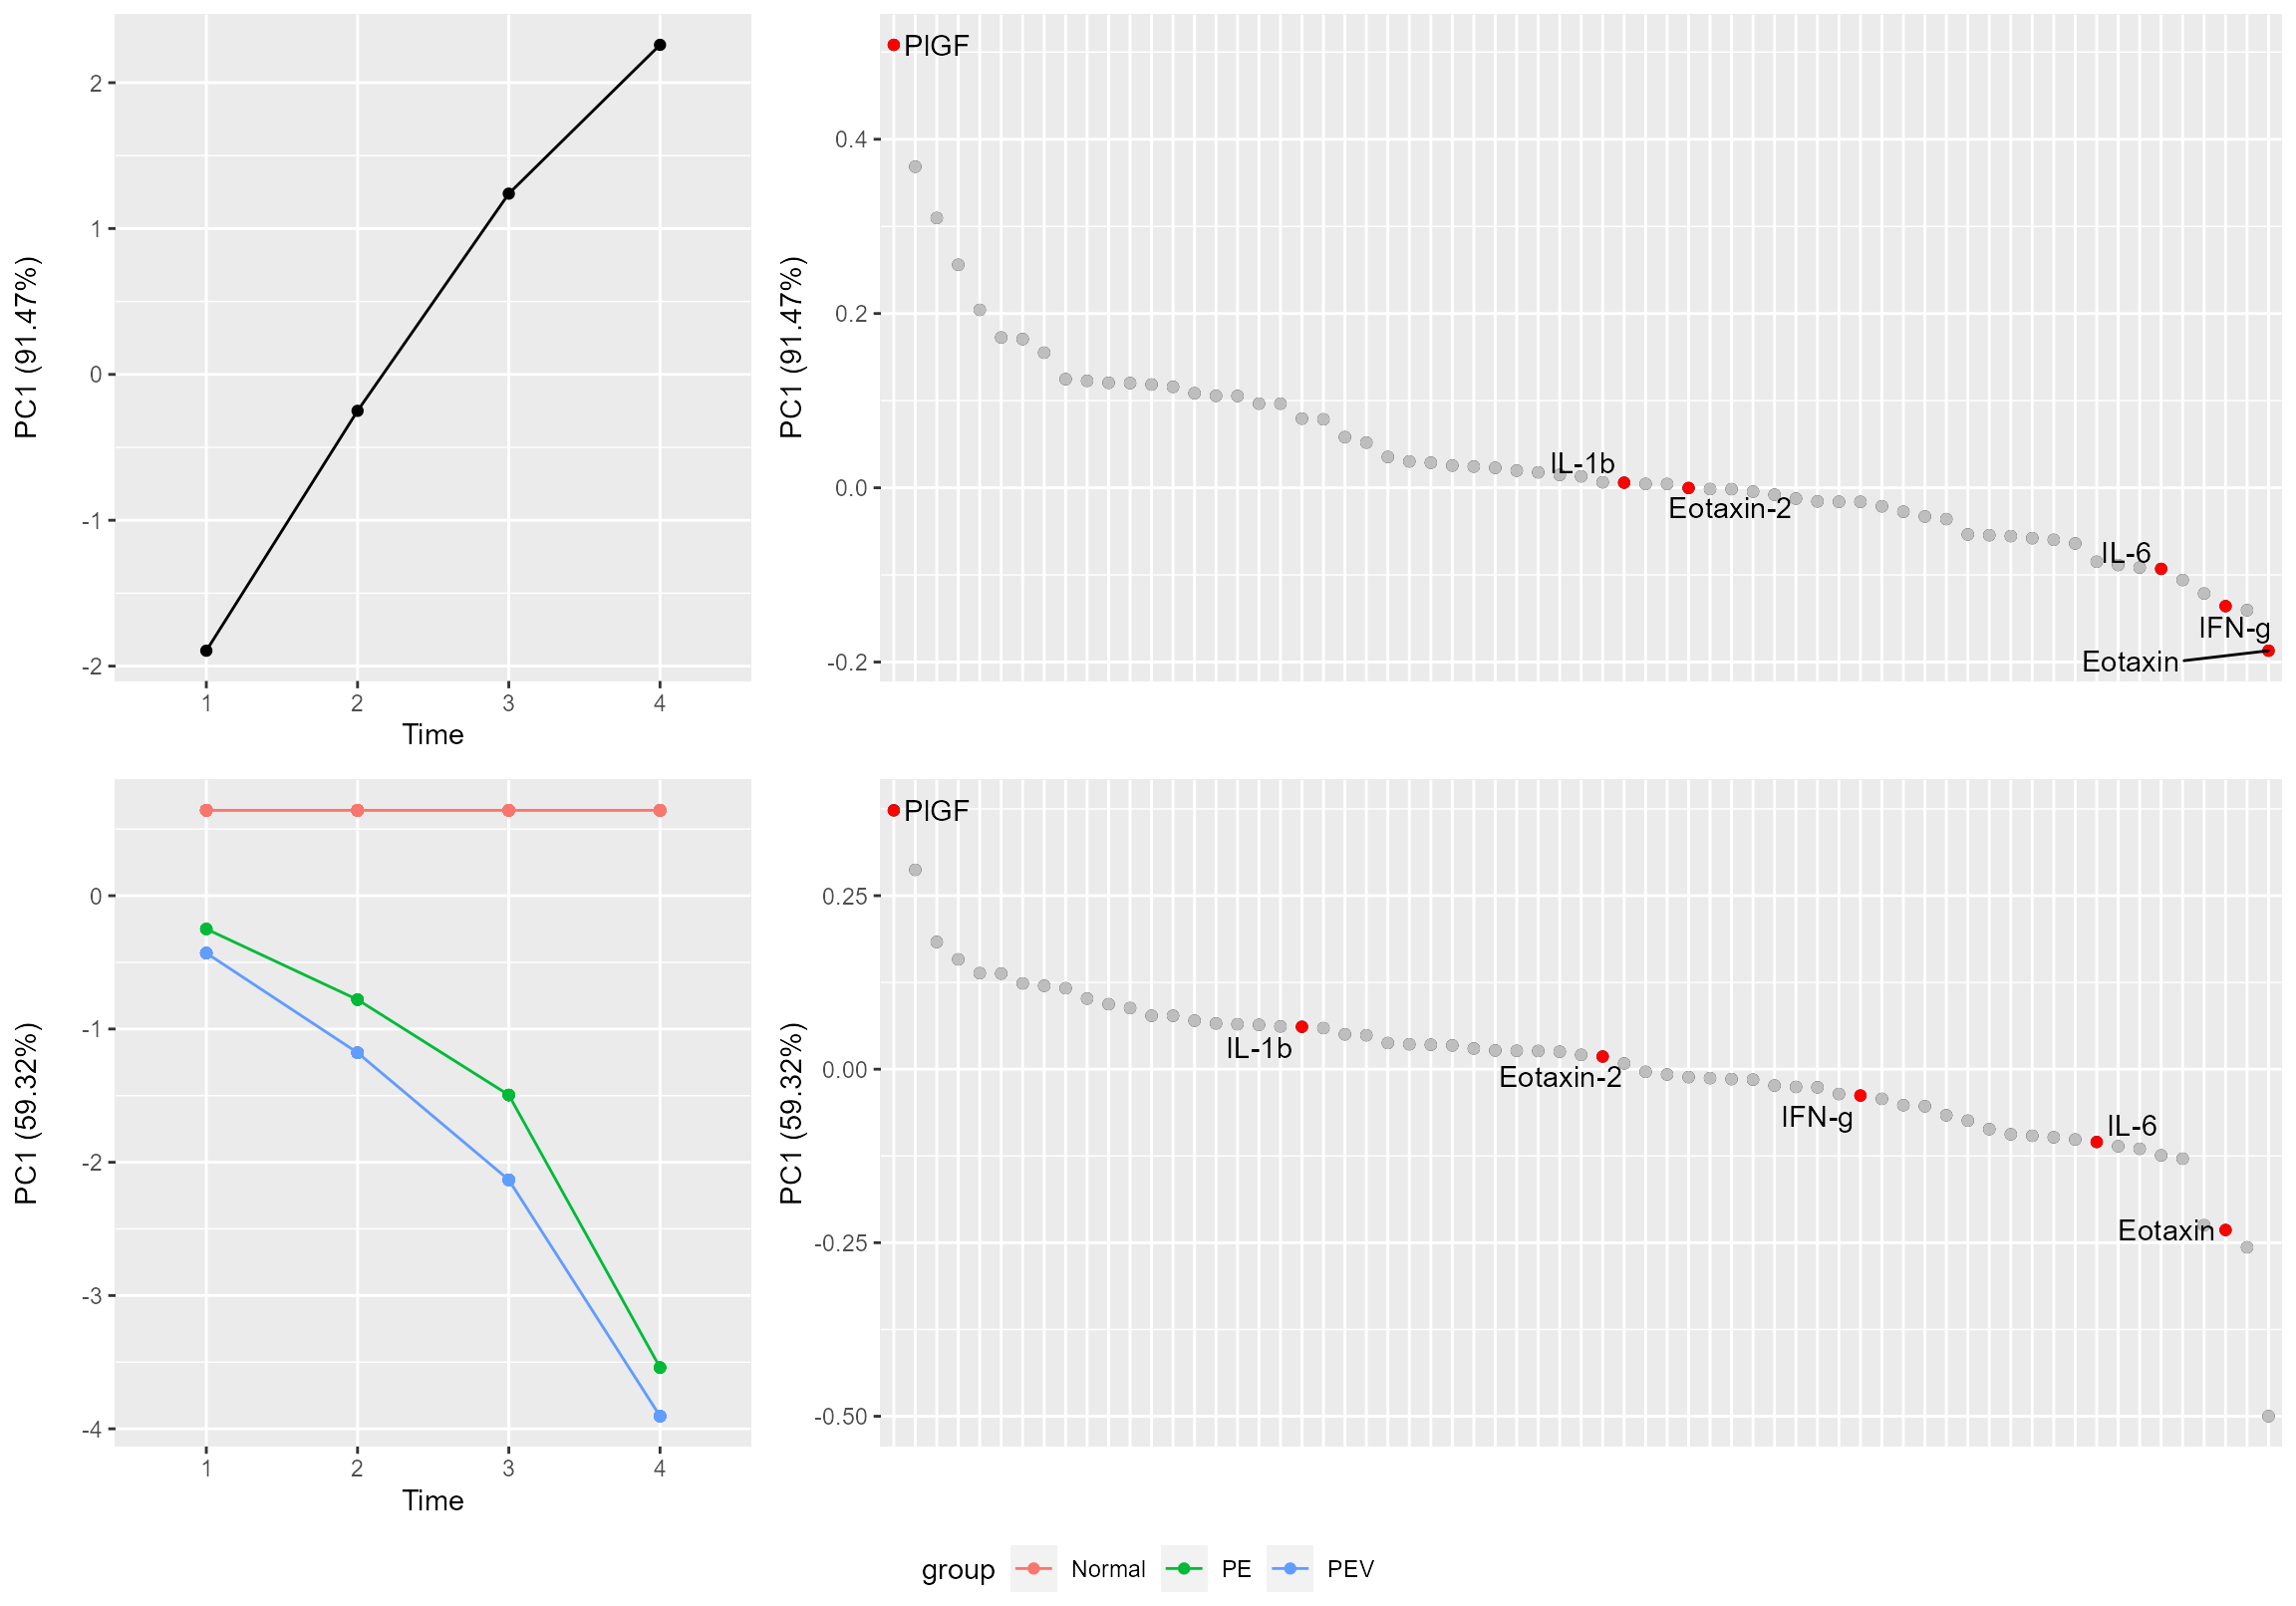 PC1 (91.47%)
2
1
0
-1
-2
1 2 3 4
Time
PC1 (91.47%)
0.4
0.2
0.0
-0.2
PlGF
IL-1b
Eotaxin-2
IL-6
IFN-g
Eotaxin
PC1 (59.32%)
0
-1
-2
-3
-4
1 2 3 4
Time
PC1 (59.32%)
0.25
0.00
-0.25
-0.50
PlGF
IL-1b
Eotaxin-2
IFN-g
IL-6
Eotaxin
group Normal PE PEV